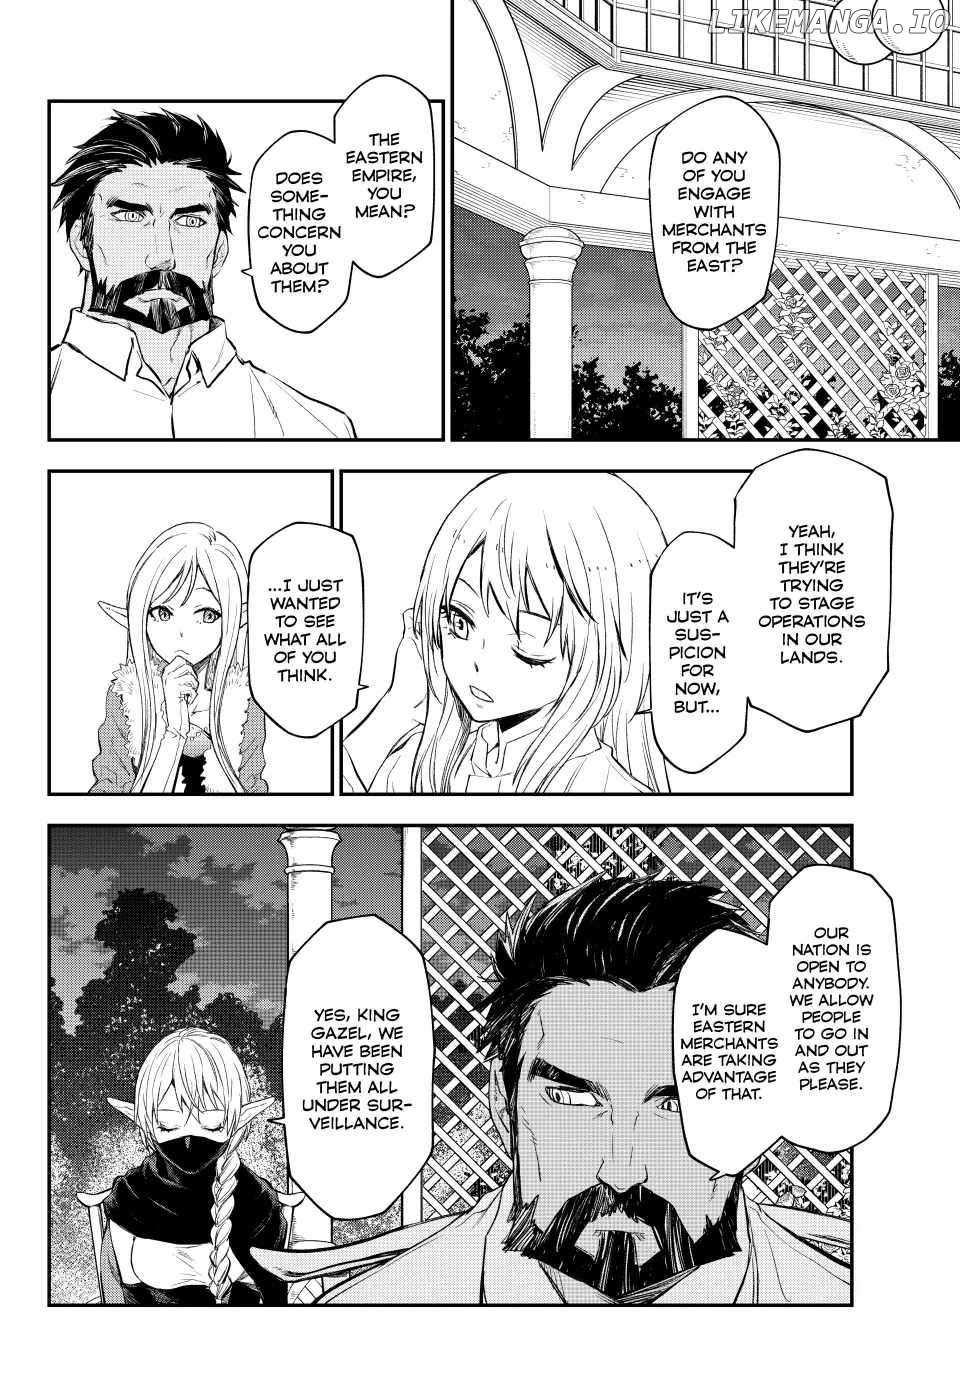 LIKEMANGA.IO
DO ANY
OF YOU
ENGAGE
WITH
MERCHANTS
FROM THE
EAST?
THE
EASTERN
EMPIRE,
YOU
MEAN?
DOES
SOME-
THING
CONCERN
YOU
ABOUT
THEM?
YEAH,
I THINK
THEY'RE
TRYING
TO STAGE
OPERATIONS
IN OUR
LANDS.
IT'S
JUST A
SUS-
PICION
FOR
NOW,
BUT...
...I JUST
WANTED
TO SEE
WHAT ALL
OF YOU
THINK.
OUR
NATION IS
OPEN TO
ANYBODY.
WE ALLOW
PEOPLE
TO GO IN
AND OUT
AS THEY
PLEASE.
I'M SURE
EASTERN
MERCHANTS
ARE TAKING
ADVANTAGE
OF THAT.
YES, KING
GAZEL, WE
HAVE BEEN
PUTTING
THEM ALL
UNDER SUR-
VEILLANCE.